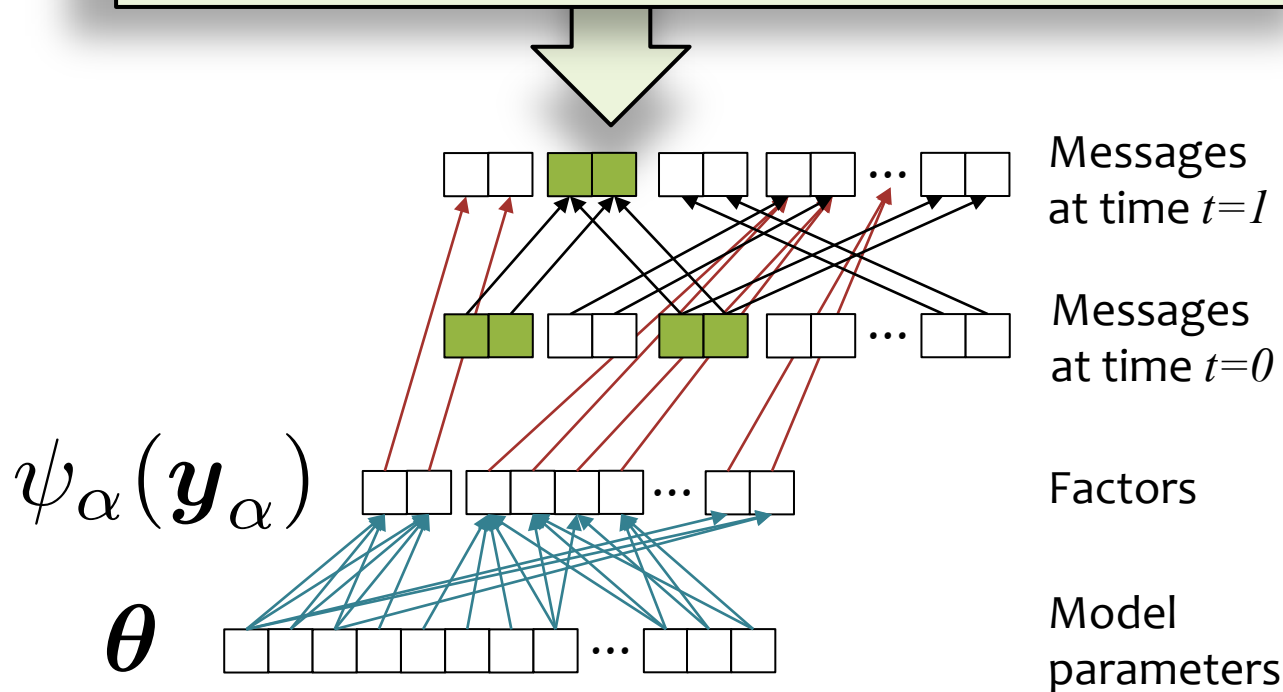 ...
Messages
at time t=1
...
Messages
at time t=0
ψα(yα)
...
Factors
θ
...
Model
parameters